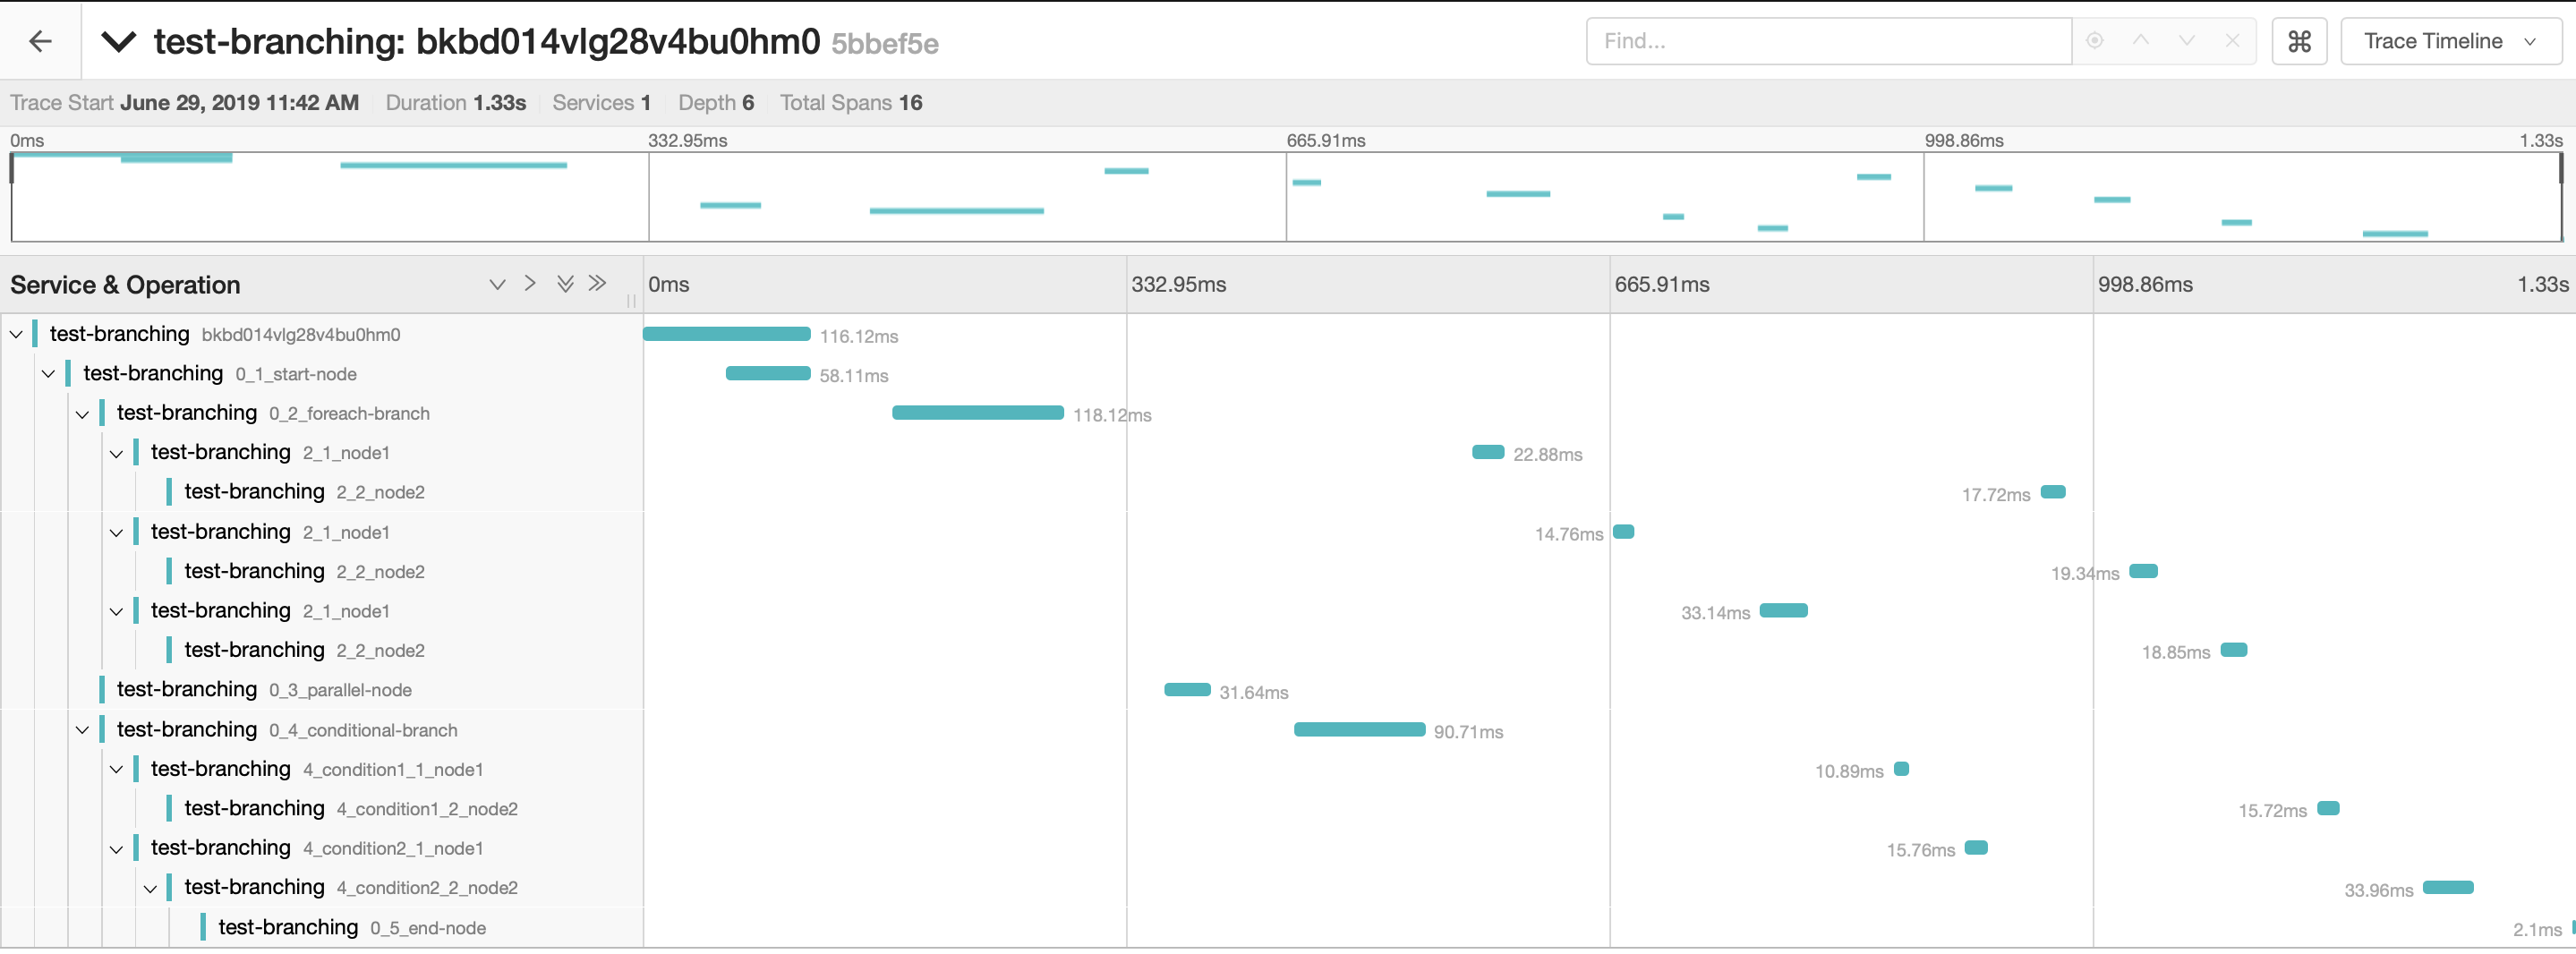 test-branching: bkbd014vlg28v4bu0hm0 5bbef5e Find... ⌘ Trace Timeline
Trace Start June 29, 2019 11:42 AM Duration 1.33s Services 1 Depth 6 Total Spans 16
0ms 332.95ms 665.91ms 998.86ms 1.33s
Service & Operation 0ms 332.95ms 665.91ms 998.86ms 1.33s
test-branching bkbd014vlg28v4bu0hm0 116.12ms
test-branching 0_1_start-node 58.11ms
test-branching 0_2_foreach-branch 118.12ms
test-branching 2_1_node1 22.88ms
test-branching 2_2_node2 17.72ms
test-branching 2_1_node1 14.76ms
test-branching 2_2_node2 19.34ms
test-branching 2_1_node1 33.14ms
test-branching 2_2_node2 18.85ms
test-branching 0_3_parallel-node 31.64ms
test-branching 0_4_conditional-branch 90.71ms
test-branching 4_condition1_1_node1 10.89ms
test-branching 4_condition1_2_node2 15.72ms
test-branching 4_condition2_1_node1 15.76ms
test-branching 4_condition2_2_node2 33.96ms
test-branching 0_5_end-node 2.1ms